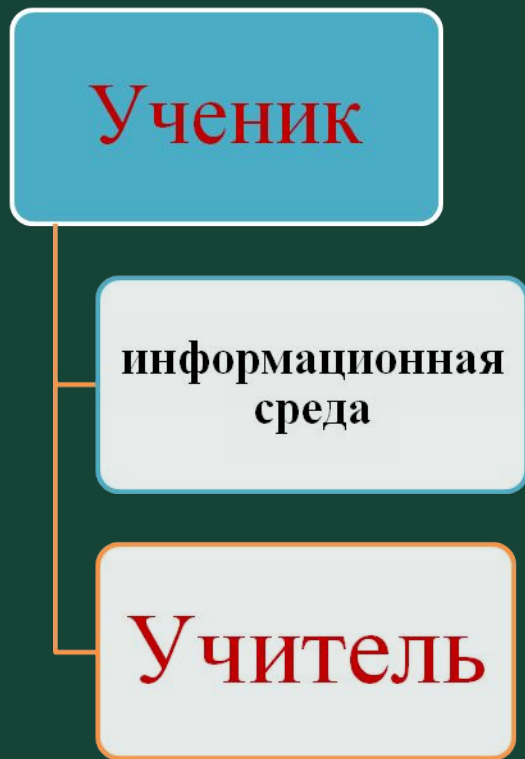 Ученик
информационная
среда
Учитель